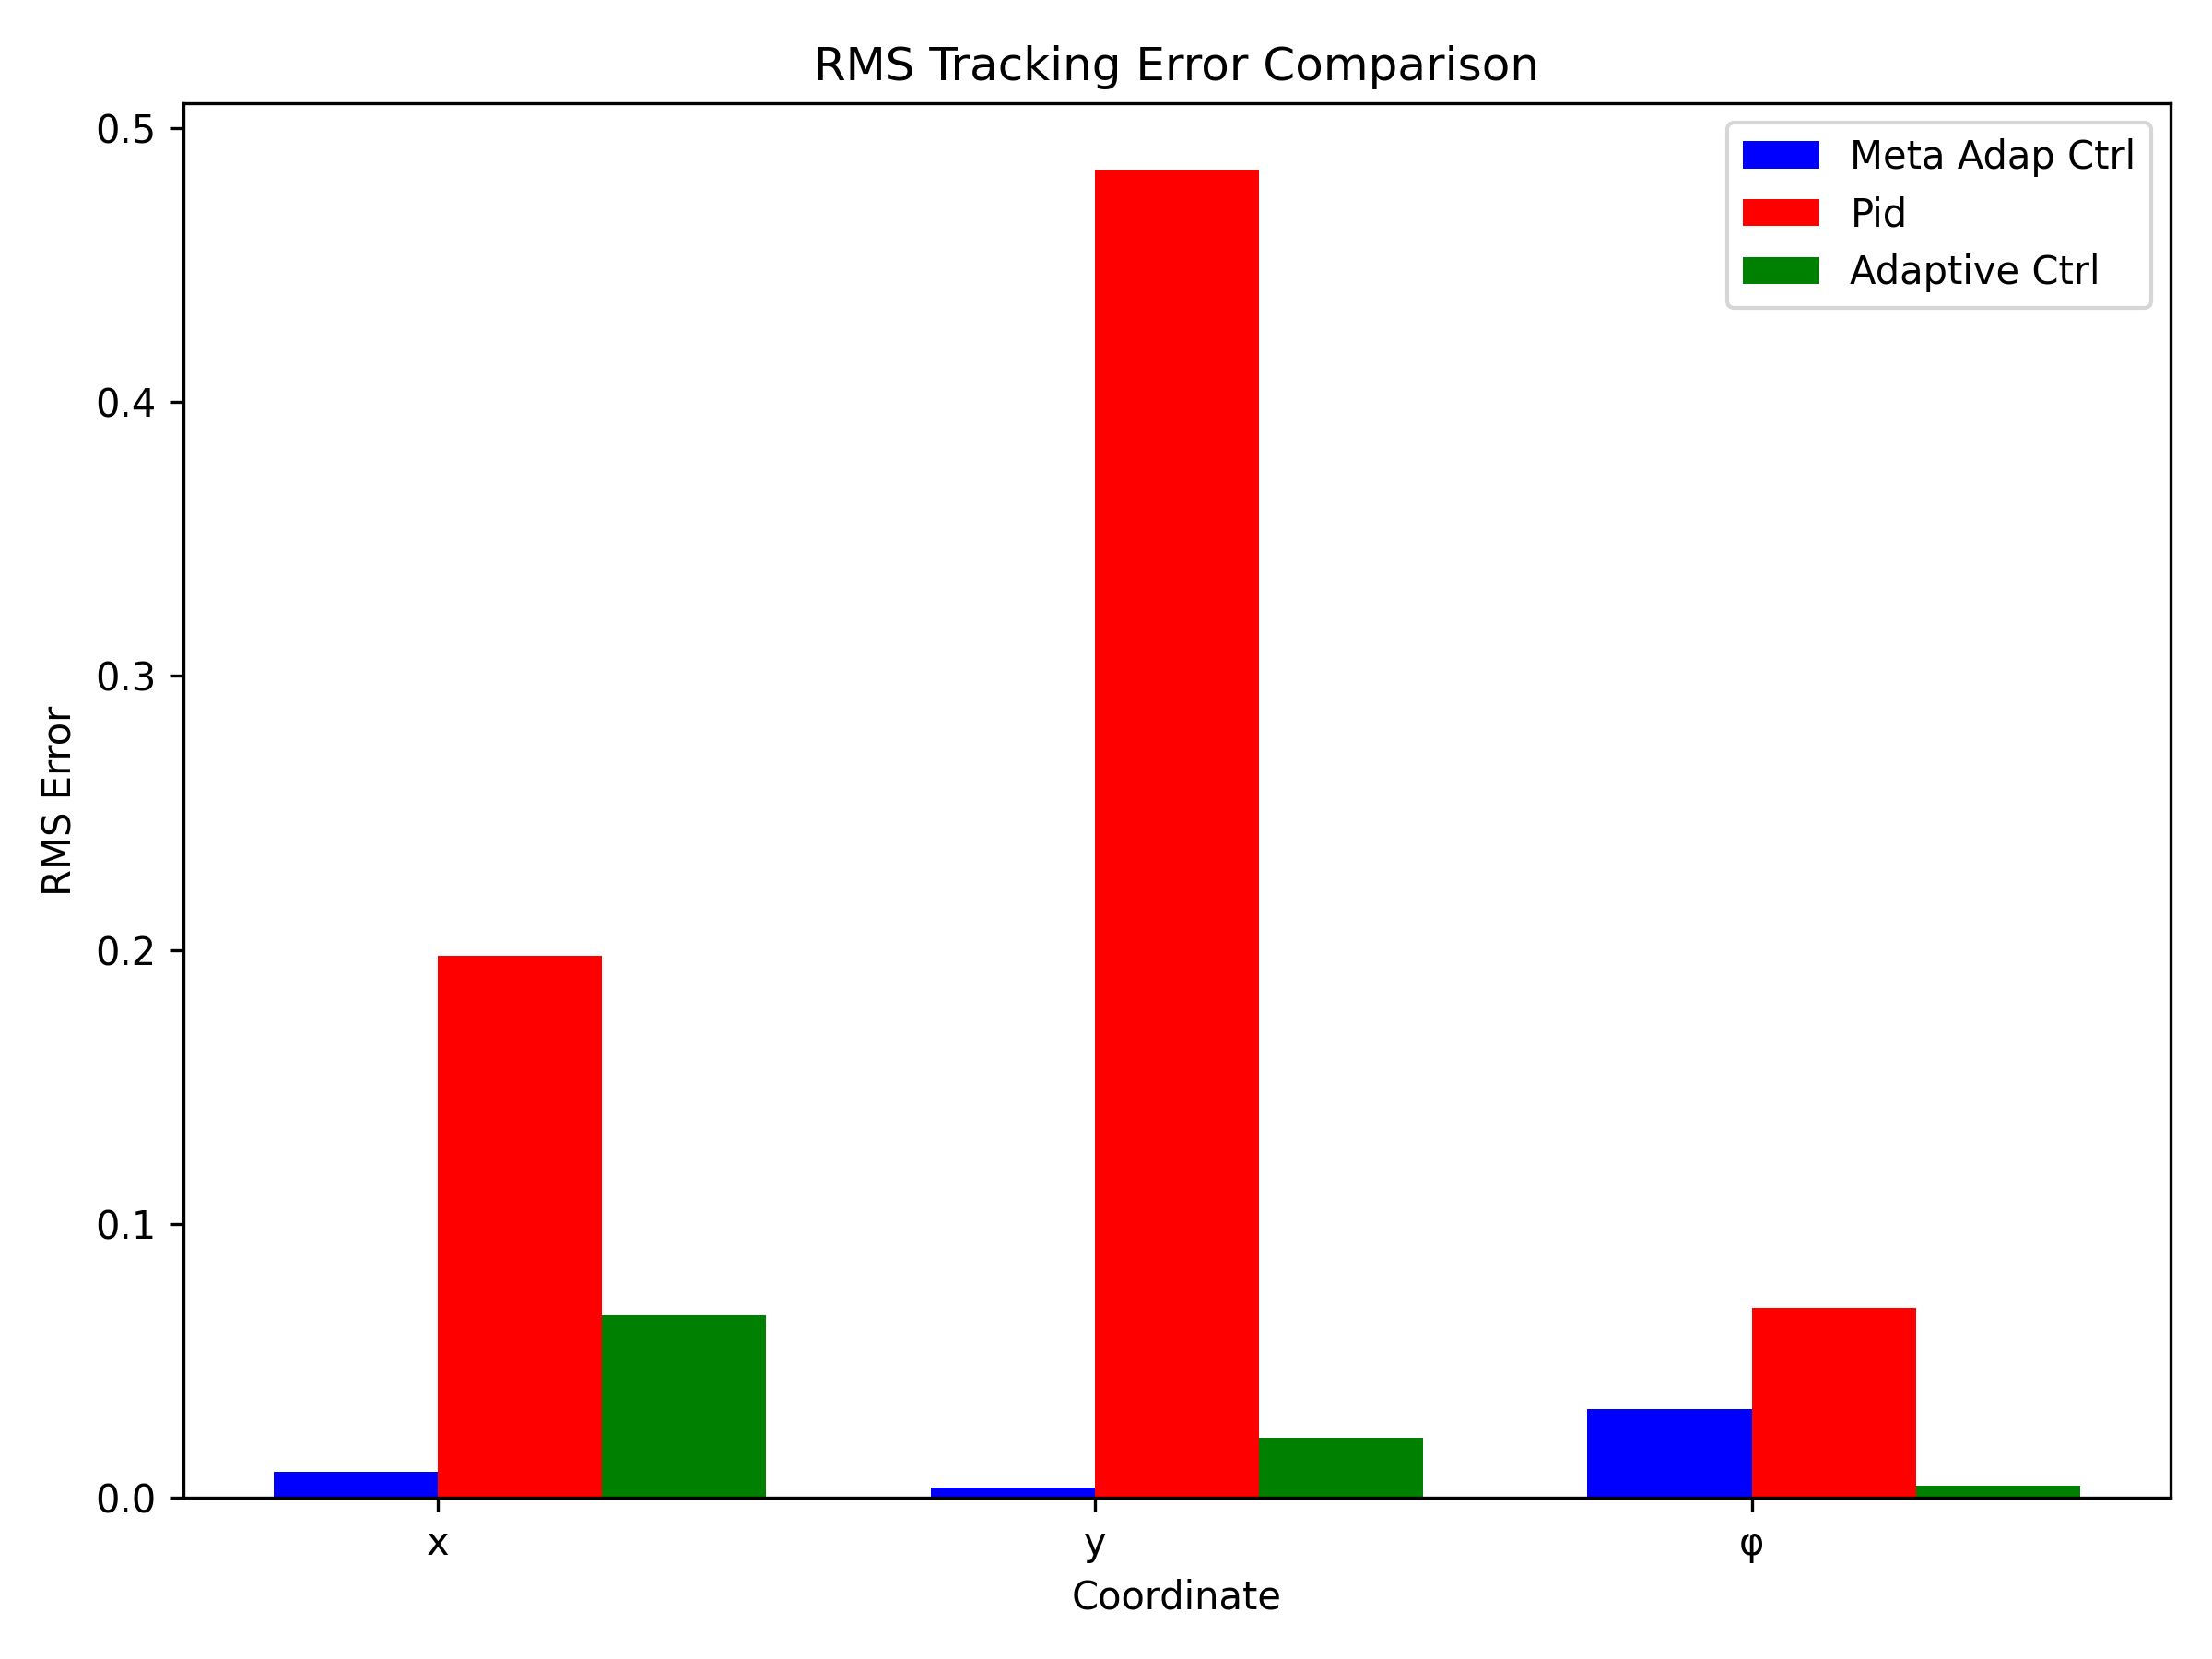 RMS Tracking Error Comparison
0.5
0.4
0.3
0.2
0.1
0.0
RMS Error
Meta Adap Ctrl
Pid
Adaptive Ctrl
x
y
φ
Coordinate